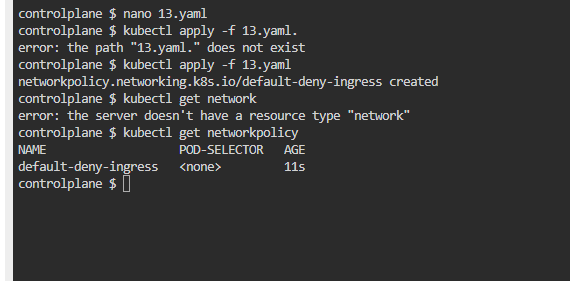 controlplane $ nano 13.yaml
controlplane $ kubectl apply -f 13.yaml.
error: the path "13.yaml." does not exist
controlplane $ kubectl apply -f 13.yaml
networkpolicy.networking.k8s.io/default-deny-ingress created
controlplane $ kubectl get network
error: the server doesn't have a resource type "network"
controlplane $ kubectl get networkpolicy
NAME                   POD-SELECTOR   AGE
default-deny-ingress   <none>         11s
controlplane $